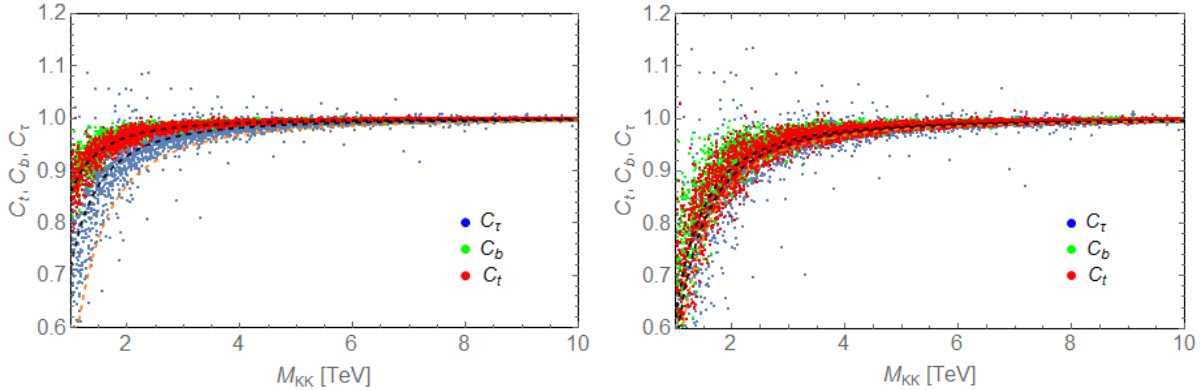 1.2
1.1
1.0
0.9
0.8
0.7
0.6
C_t, C_b, C_τ
C_τ
C_b
C_t
2 4 6 8 10
M_KK [TeV]
1.2
1.1
1.0
0.9
0.8
0.7
0.6
C_t, C_b, C_τ
C_τ
C_b
C_t
2 4 6 8 10
M_KK [TeV]